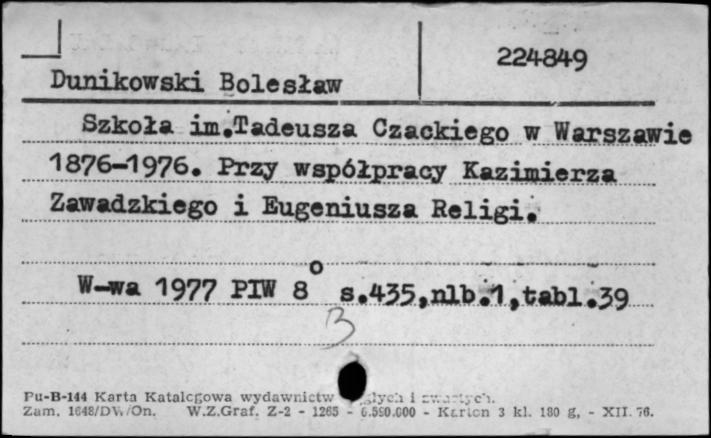 224849
Dunikowski Bolesław
Szkoła im.Tadeusza Czackiego w Warszawie
1876-1976. Przy współpracy Kazimierza
Zawadzkiego i Eugeniusza Religi.
W-wa 1977 PIW 8° s.435,nlb.1,tabl.39
B
Pu-B-144 Karta Katalogowa wydawnictw i zwartych.
Zam. 1648/DW/On. W.Z.Graf. Z-2 - 1265 - 6.590.000 - Karton 3 kl. 180 g, - XII. 76.